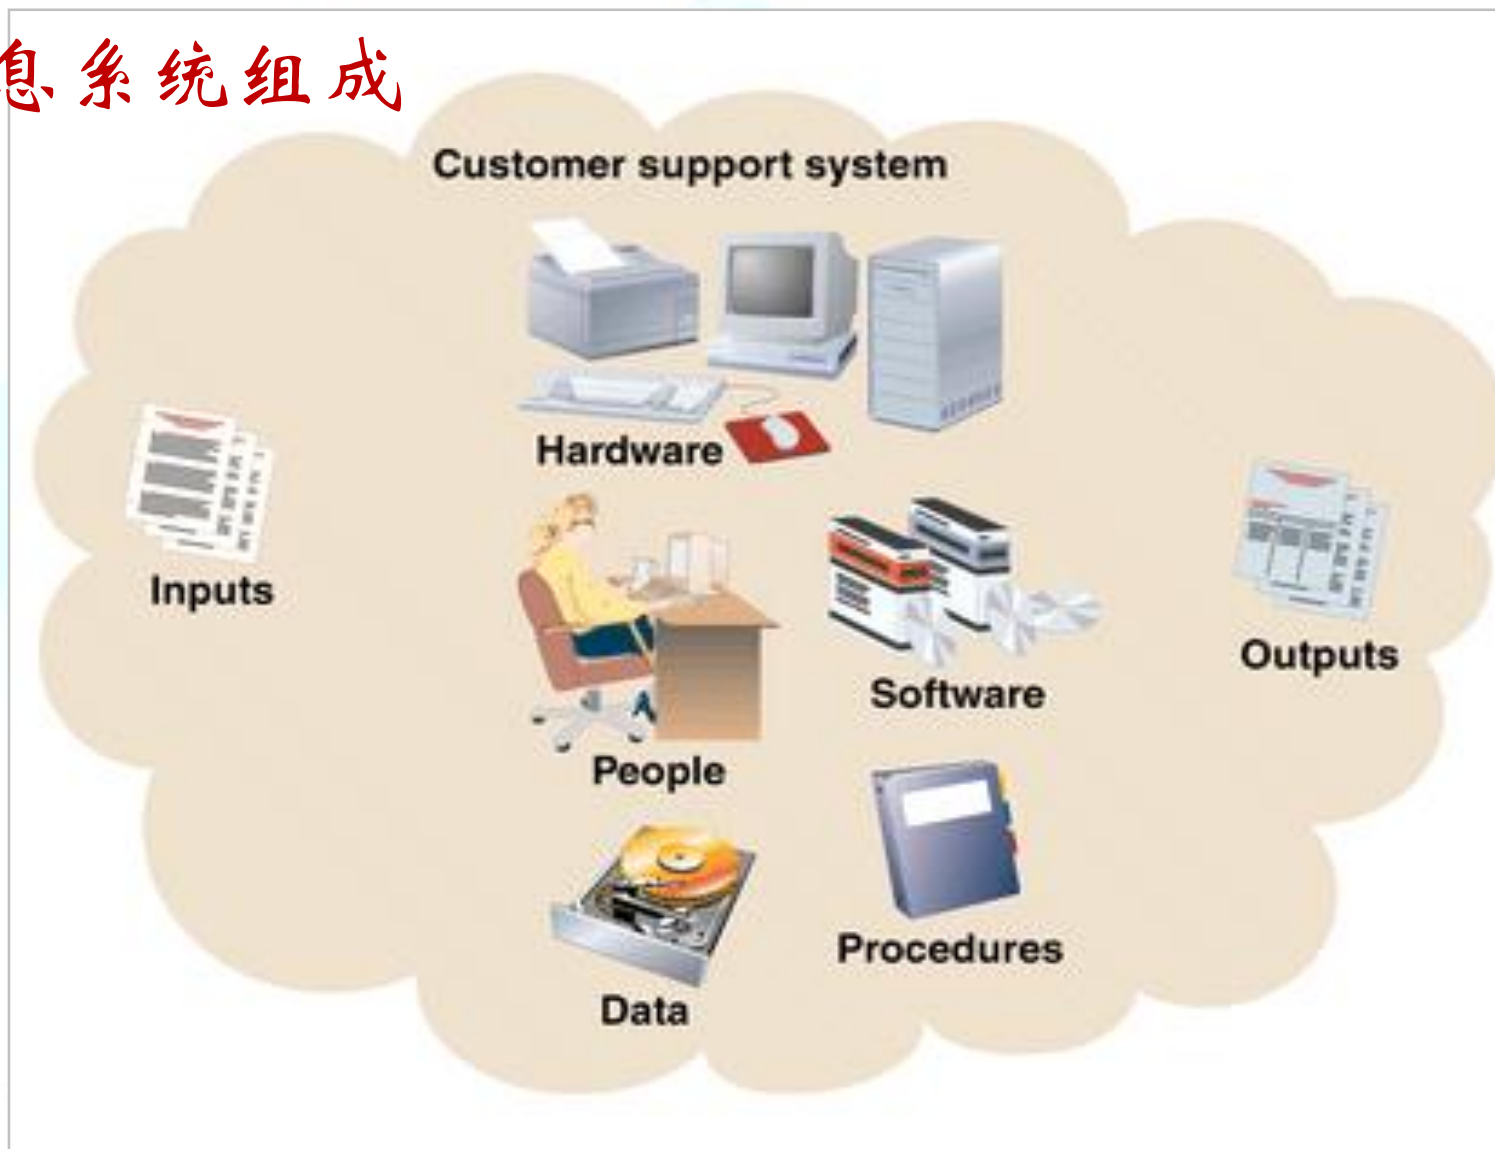 息系统组成
Customer support system
Hardware
Inputs
Outputs
Software
People
Procedures
Data